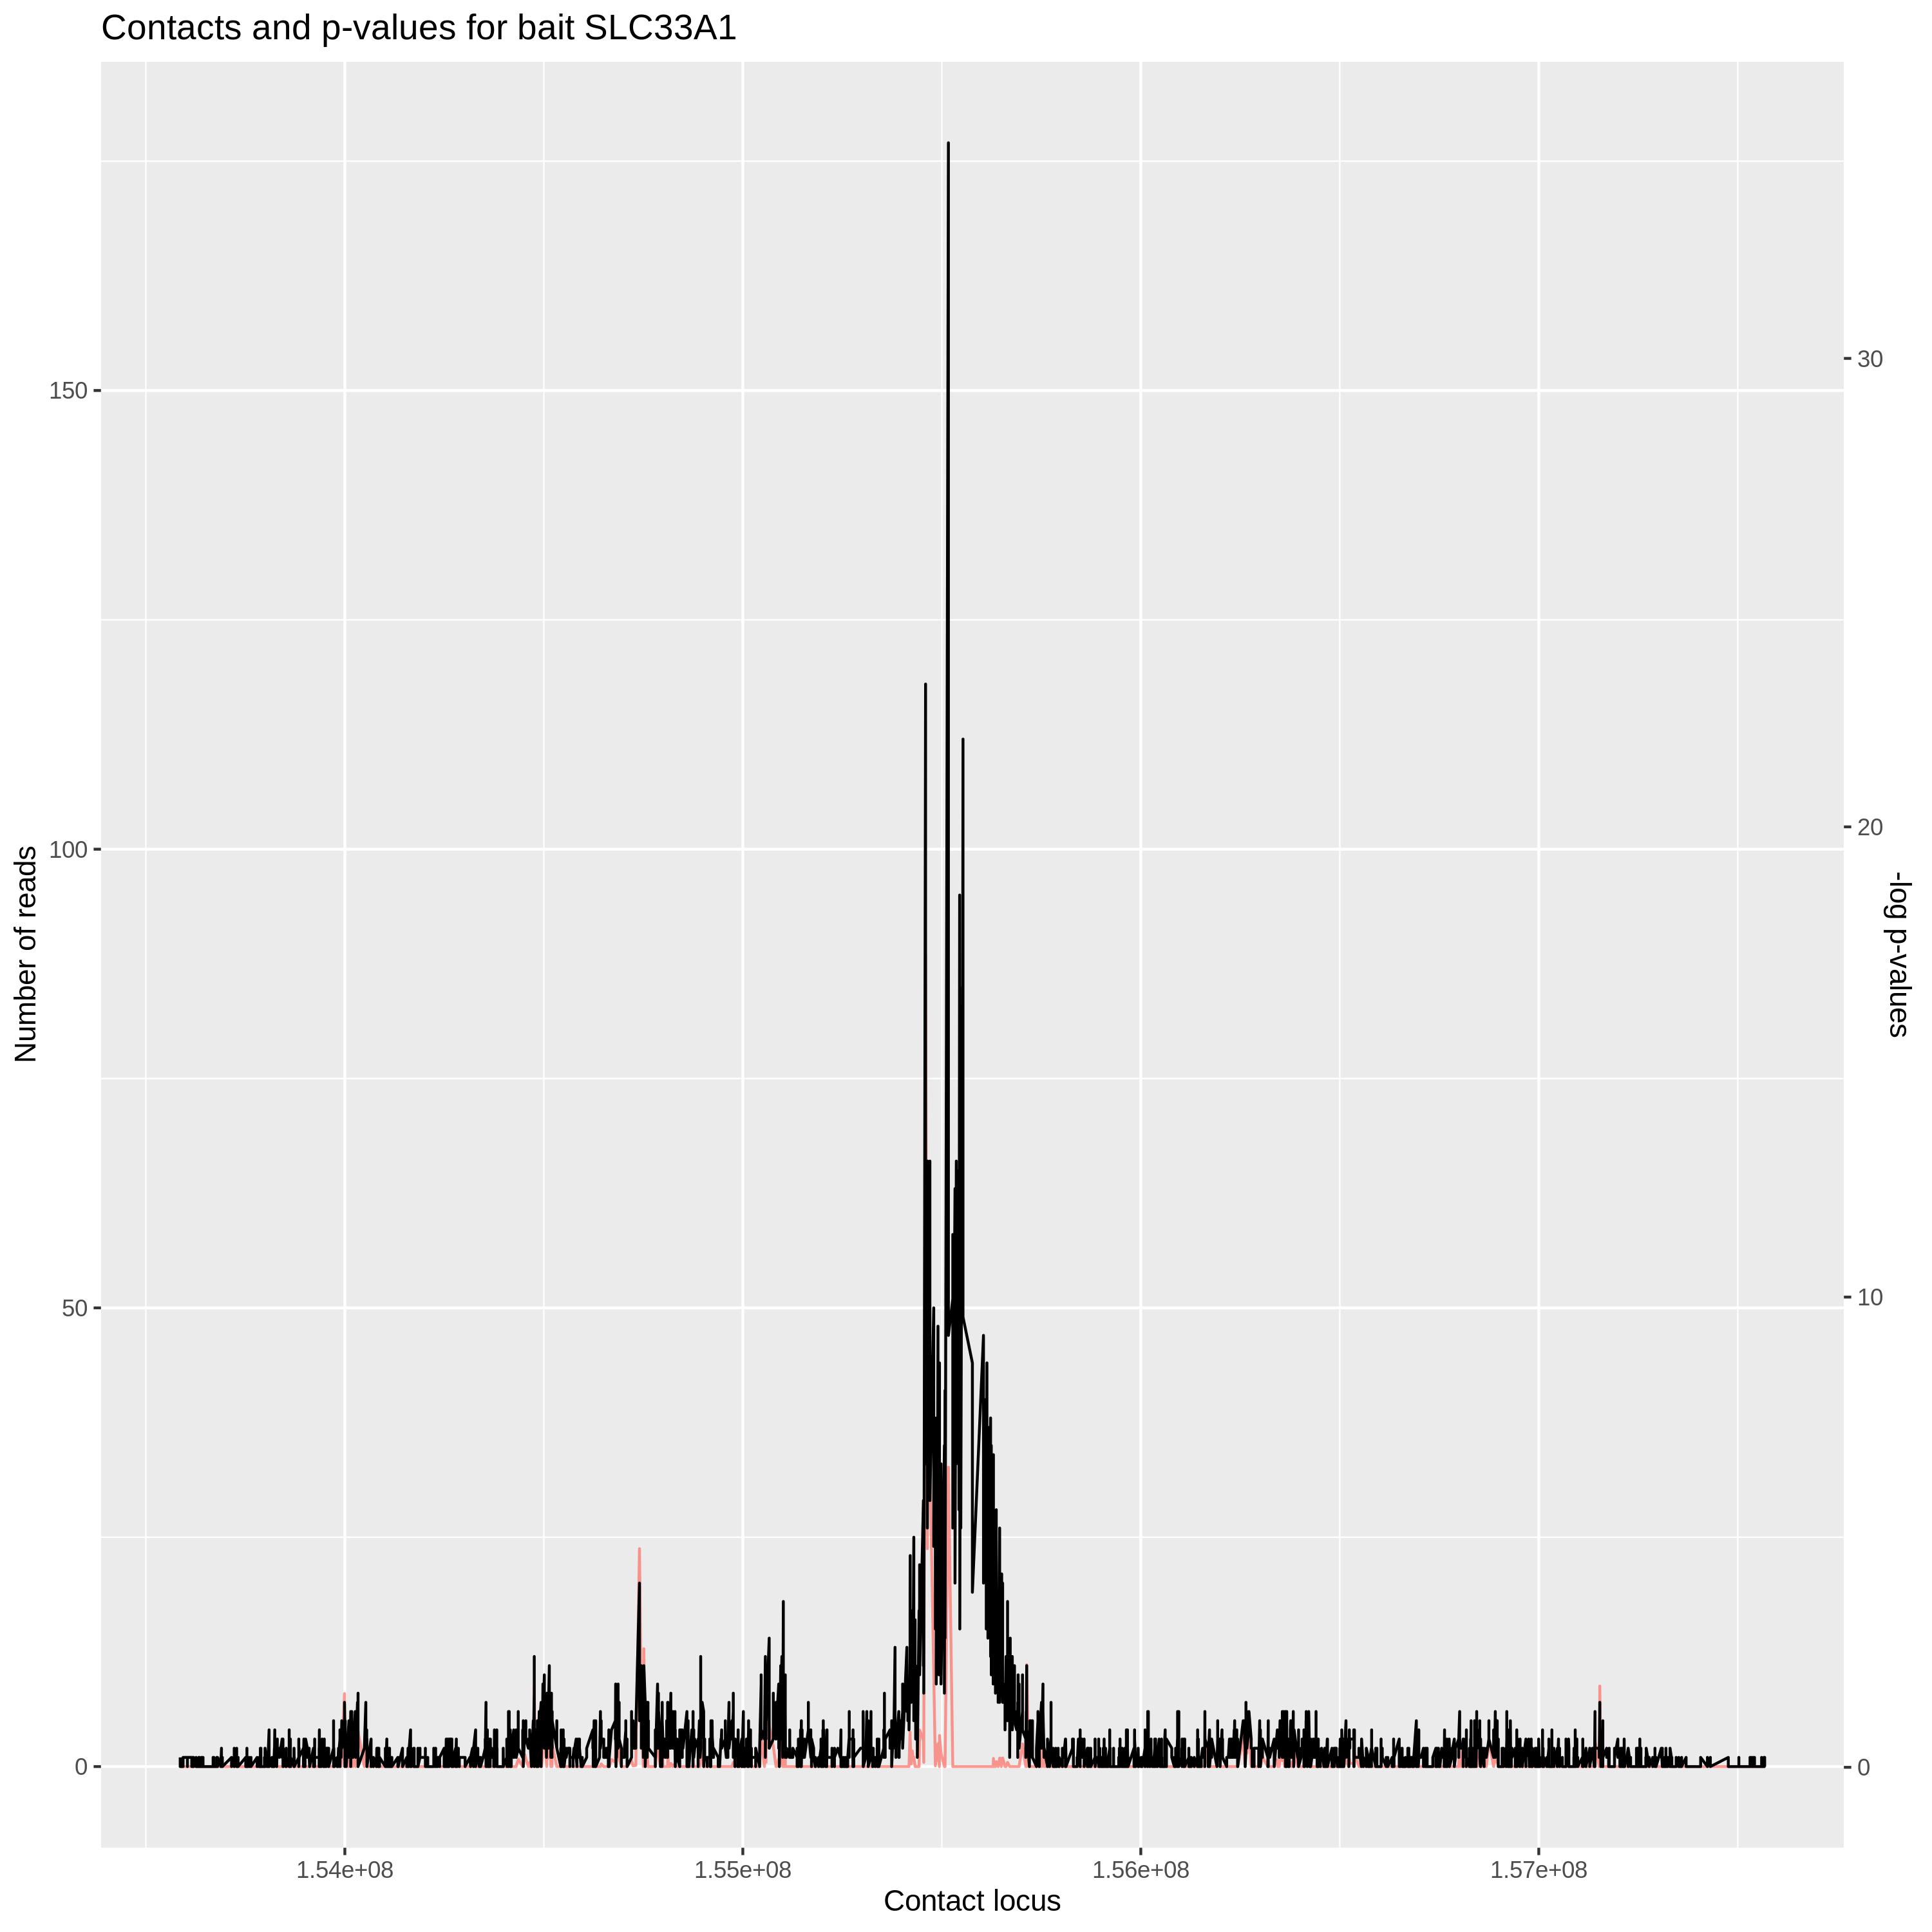 Contacts and p-values for bait SLC33A1
Number of reads
150
100
50
0
30
20
10
0
-log p-values
1.54e+08
1.55e+08
1.56e+08
1.57e+08
Contact locus